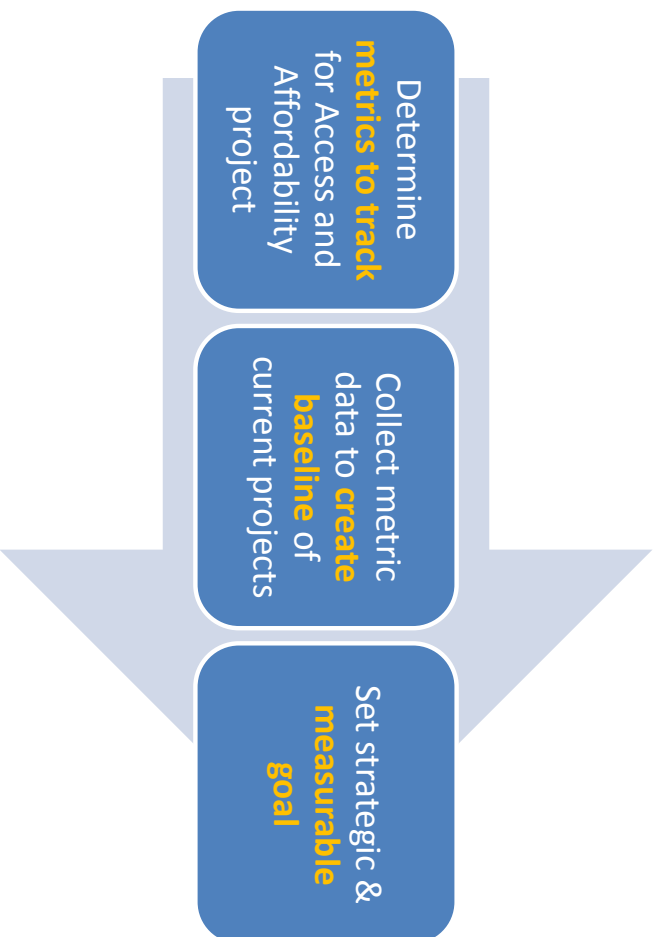 Determine
metrics to track
for Access and
Affordability
project
Collect metric
data to create
baseline of
current projects
Set strategic &
measurable
goal